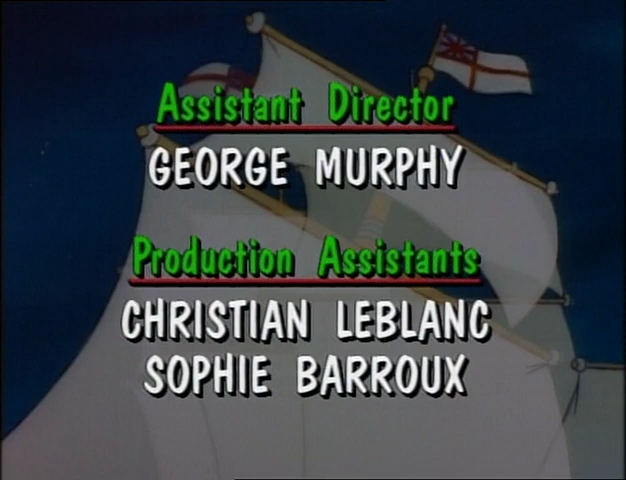 Assistant Director
GEORGE MURPHY
Production Assistants
CHRISTIAN LEBLANC
SOPHIE BARROUX